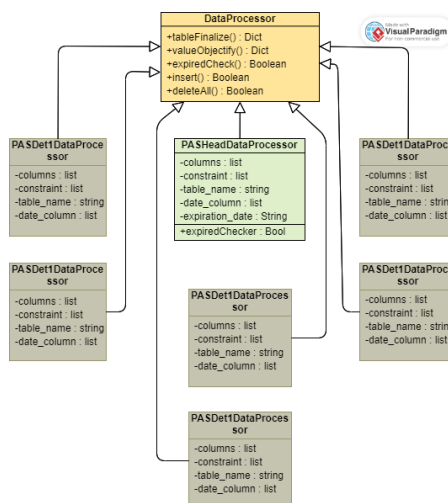 DataProcessor
+tableFinalize() : Dict
+valueObjectify() : Dict
+expiredCheck() : Boolean
+insert() : Boolean
+deleteAll() : Boolean
Made with
VisualParadigm
For non-commercial use
PASDet1DataProce
ssor
-columns : list
-constraint : list
-table_name : string
-date_column : list
PASHeadDataProcessor
-columns : list
-constraint : list
-table_name : string
-date_column : list
-expiration_date : String
+expiredChecker : Bool
PASDet1DataProc
essor
-columns : list
-constraint : list
-table_name : strin
-date_column : list
PASDet1DataProce
ssor
-columns : list
-constraint : list
-table_name : string
-date_column : list
PASDet1DataProces
sor
-columns : list
-constraint : list
-table_name : string
-date_column : list
PASDet1DataProc
essor
-columns : list
-constraint : list
-table_name : strin
-date_column : list
PASDet1DataProces
sor
-columns : list
-constraint : list
-table_name : string
-date_column : list